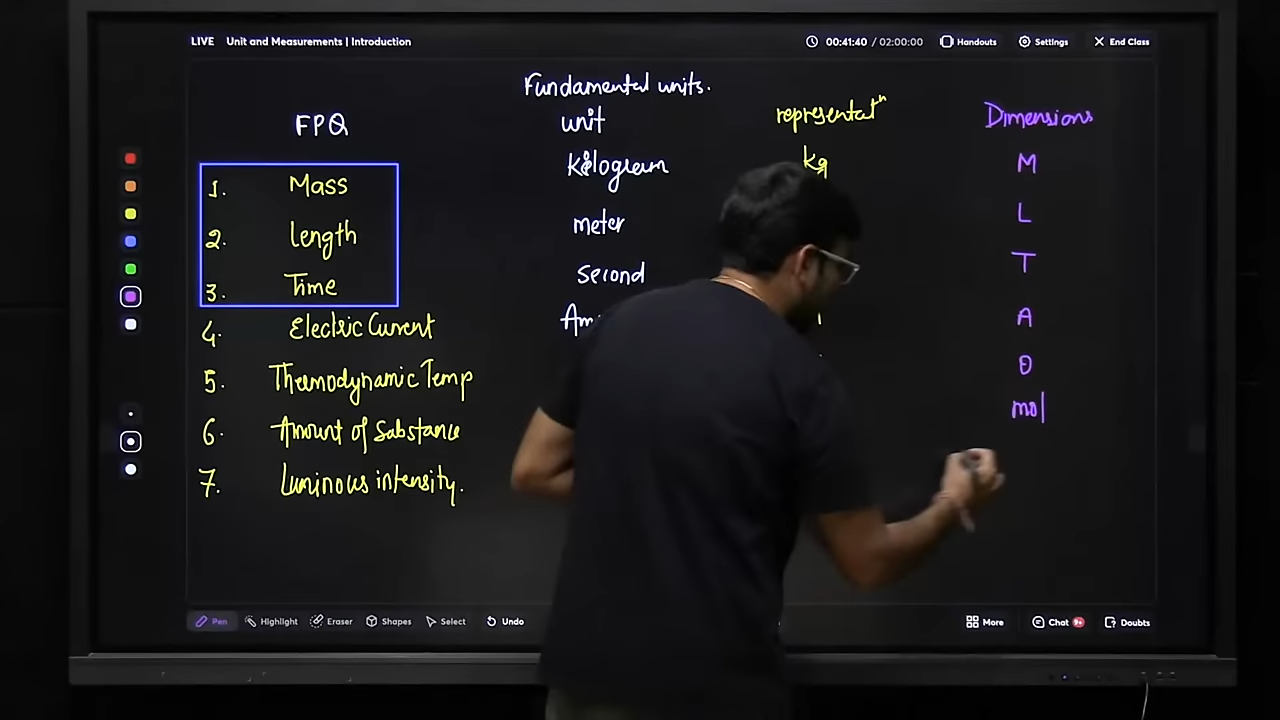 LIVE Unit and Measurements | Introduction 00:41:40 / 02:00:00 Handouts Settings End Class
Fundamental units.
FPQ unit representatⁿ Dimensions
1. Mass Kilogram kg M
2. Length meter L
3. Time Second T
4. Electric Current Am A
5. Thermodynamic Temp θ
6. Amount of Substance mol
7. Luminous intensity.
Pen Highlight Eraser Shapes Select Undo More Chat 9+ Doubts